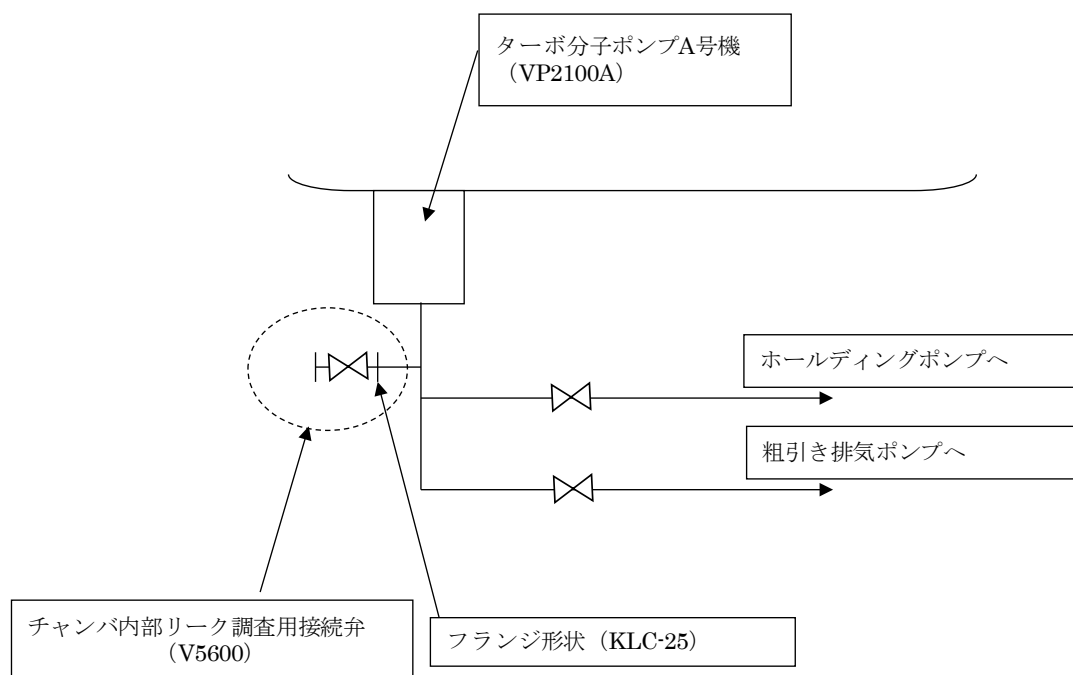 ターボ分子ポンプA号機
（VP2100A）
ホールディングポンプへ
粗引き排気ポンプへ
チャンバ内部リーク調査用接続弁
（V5600）
フランジ形状（KLC-25）